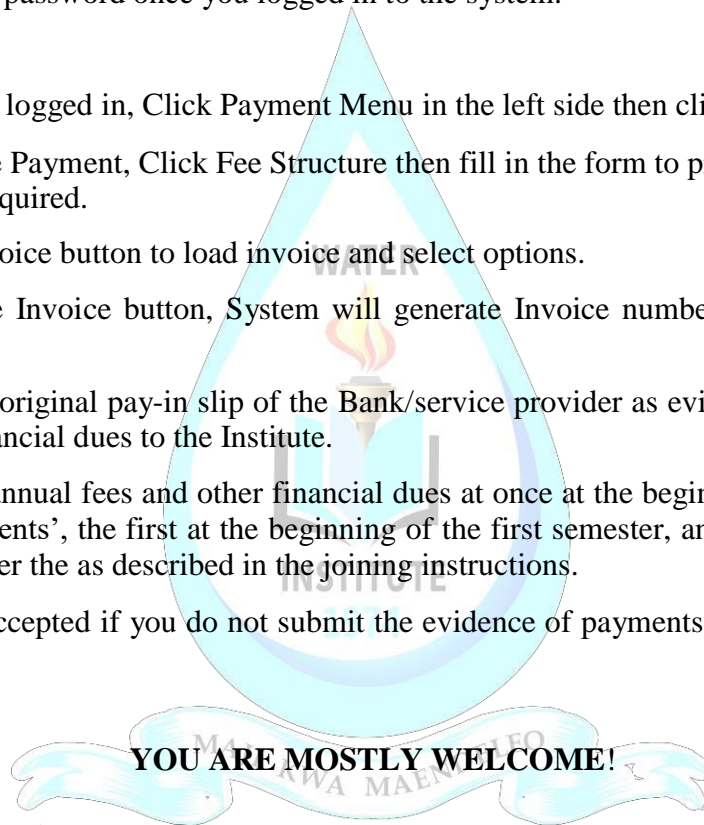 password once you logged in to the system.
logged in, Click Payment Menu in the left side then cli
e Payment, Click Fee Structure then fill in the form to p
quired.
voice button to load invoice and select options.
WATER
e Invoice button, System will generate Invoice numbe
original pay-in slip of the Bank/service provider as evi
ancial dues to the Institute.
annual fees and other financial dues at once at the begin
ents’, the first at the beginning of the first semester, an
er the as described in the joining instructions.
INSTITUTE
ccepted if you do not submit the evidence of payments
YOU ARE MOSTLY WELCOME!
KWA